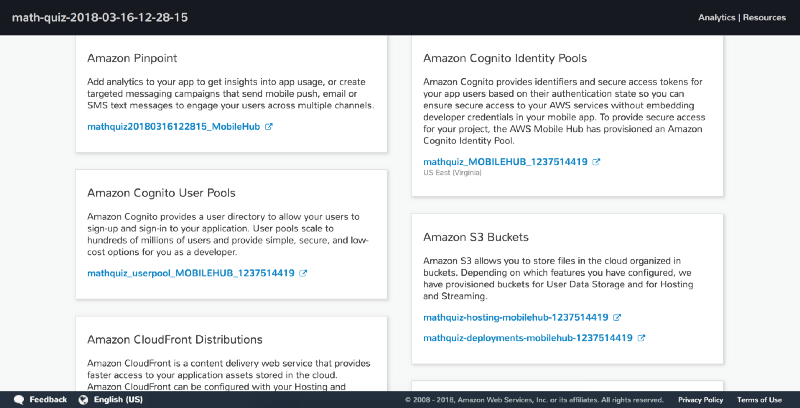 math-quiz-2018-03-16-12-28-15
Analytics | Resources
Amazon Pinpoint
Add analytics to your app to get insights into app usage, or create
targeted messaging campaigns that send mobile push, email or
SMS text messages to engage your users across multiple channels.
mathquiz20180316122815_MobileHub
Amazon Cognito User Pools
Amazon Cognito provides a user directory to allow your users to
sign-up and sign-in to your application. User pools scale to
hundreds of millions of users and provide simple, secure, and low-
cost options for you as a developer.
mathquiz_userpool_MOBILEHUB_1237514419
Amazon CloudFront Distributions
Amazon CloudFront is a content delivery web service that provides
faster access to your application assets stored in the cloud.
Amazon CloudFront can be configured with your Hosting and
Amazon Cognito Identity Pools
Amazon Cognito provides identifiers and secure access tokens for
your app users based on their authentication state so you can
ensure secure access to your AWS services without embedding
developer credentials in your mobile app. To provide secure access
for your project, the AWS Mobile Hub has provisioned an Amazon
Cognito Identity Pool.
mathquiz_MOBILEHUB_1237514419
US East (Virginia)
Amazon S3 Buckets
Amazon S3 allows you to store files in the cloud organized in
buckets. Depending on which features you have configured, we
have provisioned buckets for User Data Storage and for Hosting
and Streaming.
mathquiz-hosting-mobilehub-1237514419
mathquiz-deployments-mobilehub-1237514419
Feedback
English (US)
© 2008 - 2018, Amazon Web Services, Inc. or its affiliates. All rights reserved.
Privacy Policy
Terms of Use